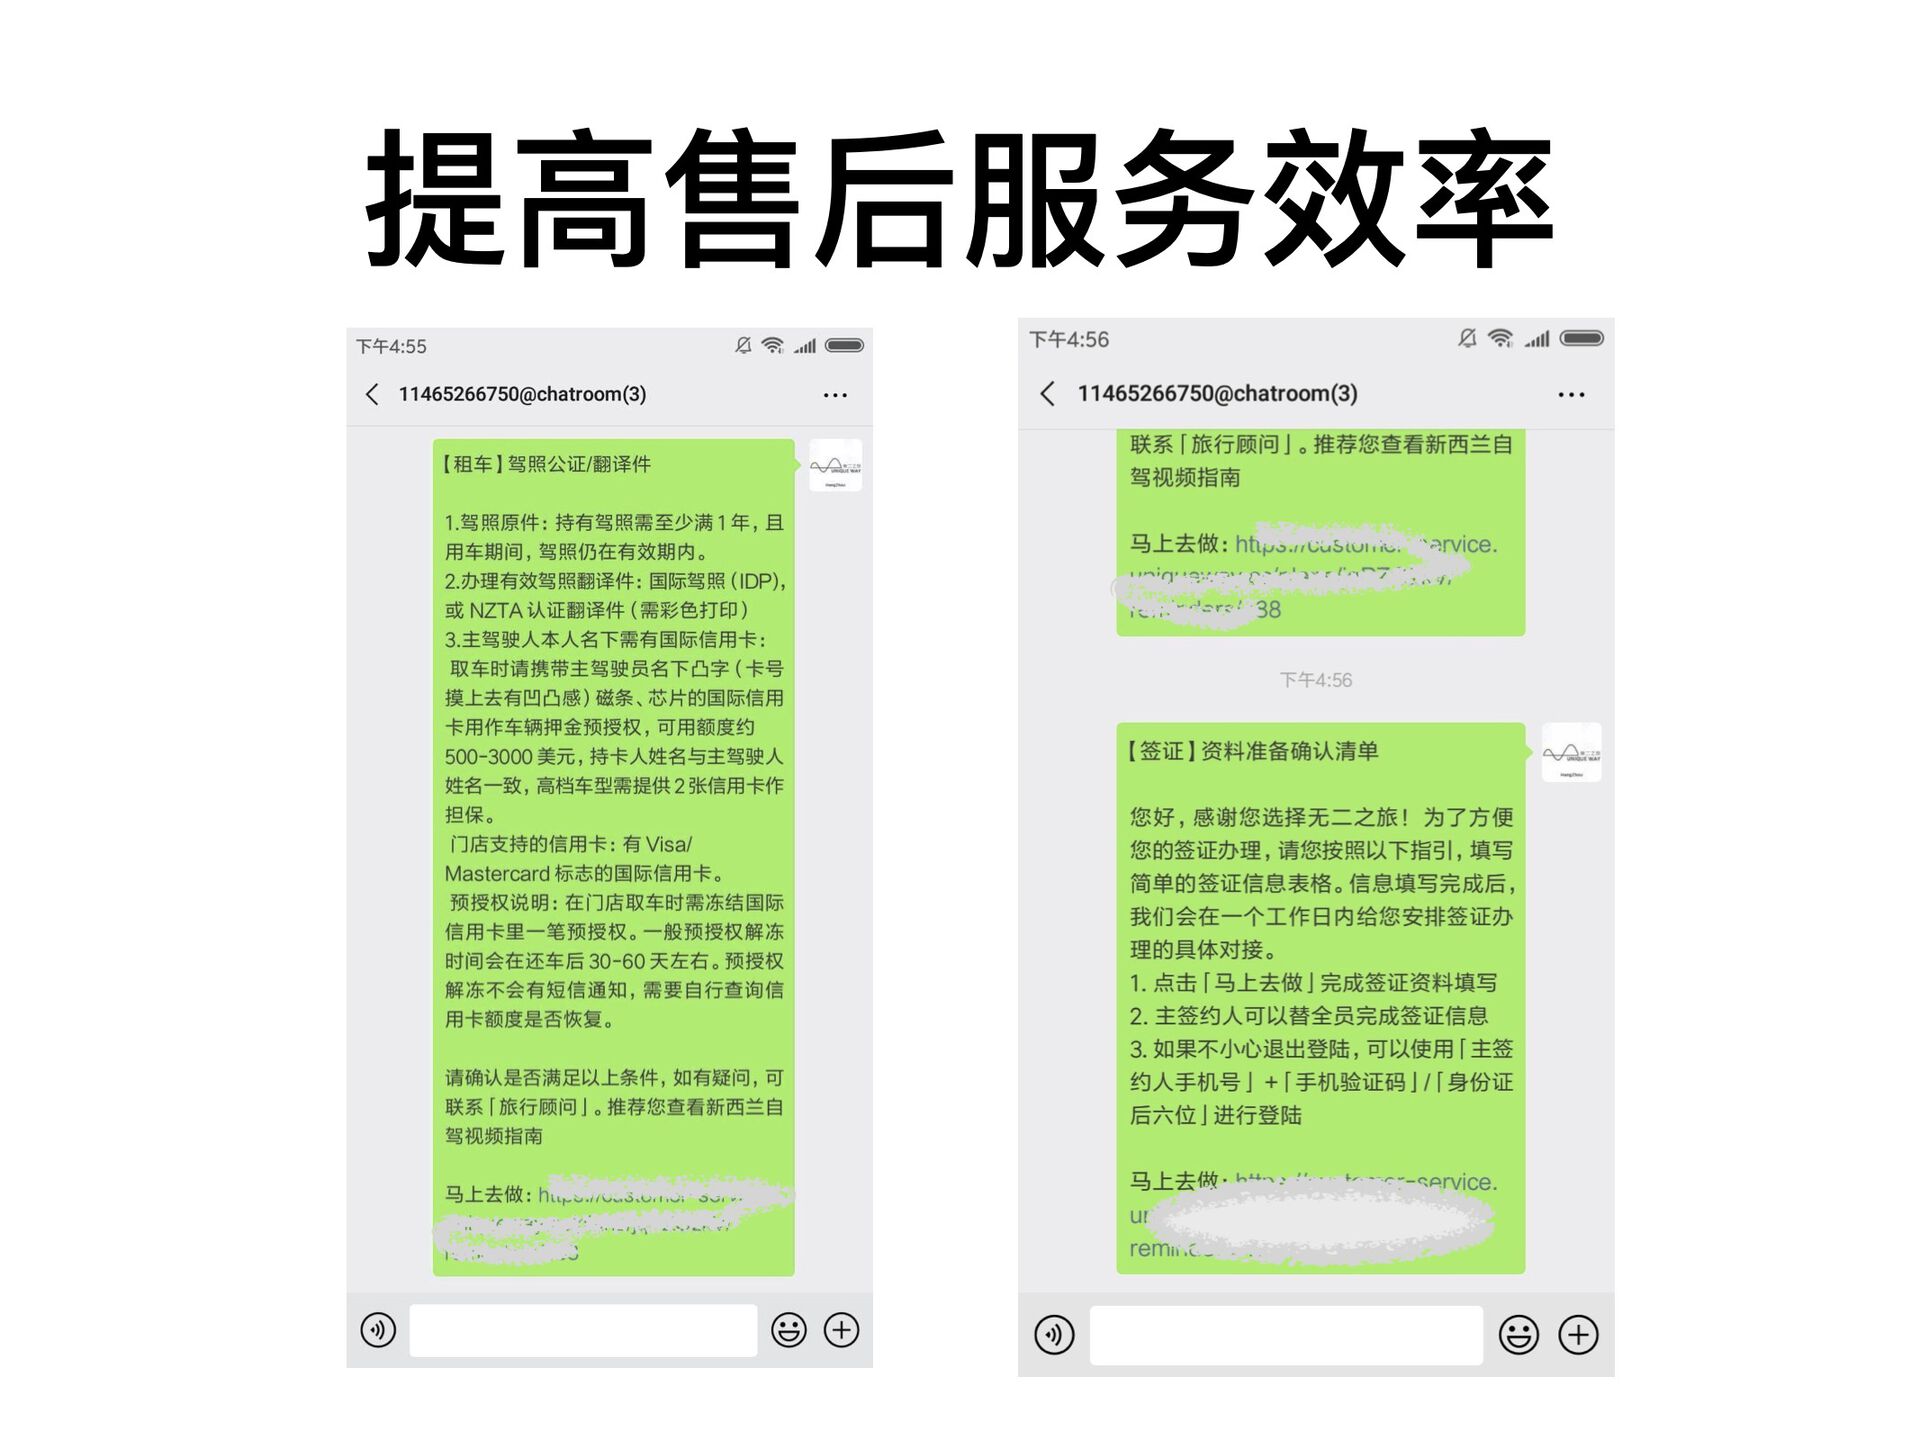 提高售后服务效率
下午4:55
11465266750@chatroom(3)
【租车】驾照公证/翻译件
1.驾照原件：持有驾照需至少满1年，且
用车期间，驾照仍在有效期内。
2.办理有效驾照翻译件：国际驾照（IDP），
或 NZTA 认证翻译件（需彩色打印）
3.主驾驶人本人名下需有国际信用卡：
取车时请携带主驾驶员名下凸字（卡号
摸上去有凹凸感）磁条、芯片的国际信用
卡用作车辆押金预授权，可用额度约
500-3000 美元，持卡人姓名与主驾驶人
姓名一致，高档车型需提供 2 张信用卡作
担保。
门店支持的信用卡：有 Visa/
Mastercard 标志的国际信用卡。
预授权说明：在门店取车时需冻结国际
信用卡里一笔预授权。一般预授权解冻
时间会在还车后 30-60 天左右。预授权
解冻不会有短信通知，需要自行查询信
用卡额度是否恢复。
请确认是否满足以上条件，如有疑问，可
联系「旅行顾问」。推荐您查看新西兰自
驾视频指南
马上去做：
无二之旅
UNIQUE WAY
HangZhou
下午4:56
11465266750@chatroom(3)
联系「旅行顾问」。推荐您查看新西兰自
驾视频指南
马上去做：https://customer-service.
下午4:56
【签证】资料准备确认清单
您好，感谢您选择无二之旅！为了方便
您的签证办理，请您按照以下指引，填写
简单的签证信息表格。信息填写完成后，
我们会在一个工作日内给您安排签证办
理的具体对接。
1. 点击「马上去做」完成签证资料填写
2. 主签约人可以替全员完成签证信息
3. 如果不小心退出登陆，可以使用「主签
约人手机号」+「手机验证码」/「身份证
后六位」进行登陆
马上去做：https://customer-service.
无二之旅
UNIQUE WAY
HangZhou